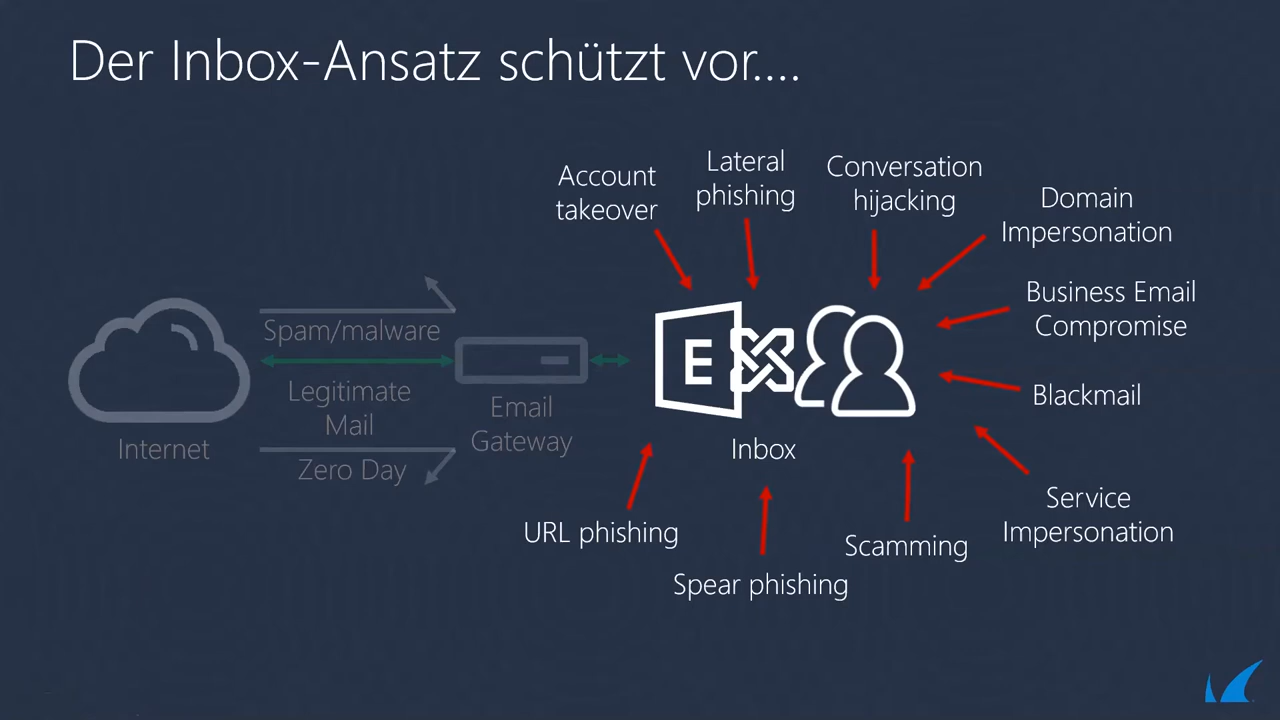 Der Inbox-Ansatz schützt vor....
Account
takeover
Lateral
phishing
Conversation
hijacking
Domain
Impersonation
Business Email
Compromise
Blackmail
Service
Impersonation
Scamming
Spear phishing
URL phishing
E
Inbox
Spam/malware
Legitimate
Mail
Zero Day
Internet
Email
Gateway